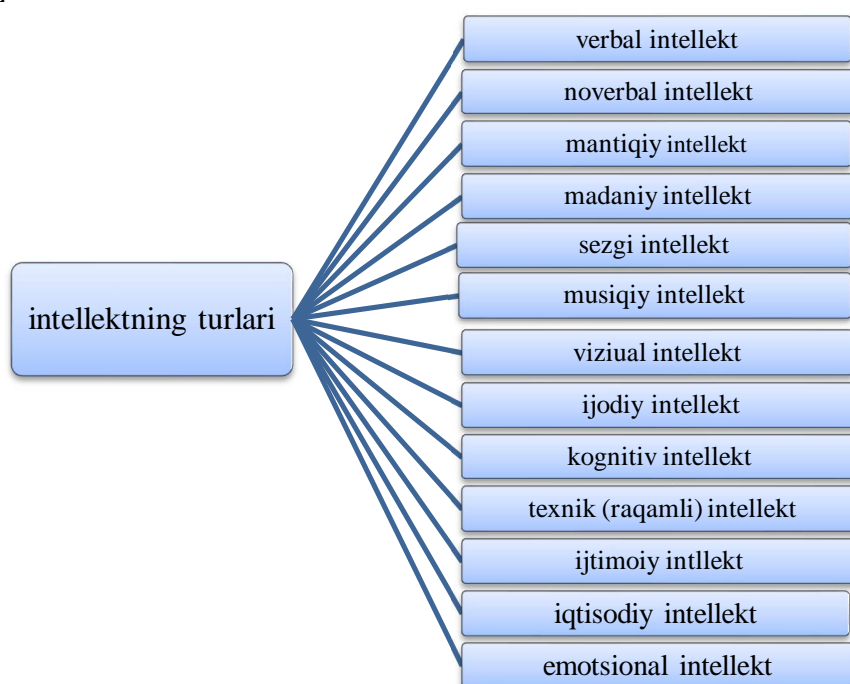 verbal intellekt
noverbal intellekt
mantiqiy intellekt
madaniy intellekt
sezgi intellekt
musiqiy intellekt
intellektning turlari
viziual intellekt
ijodiy intellekt
kognitiv intellekt
texnik (raqamli) intellekt
ijtimoiy intllekt
iqtisodiy intellekt
emotsional intellekt